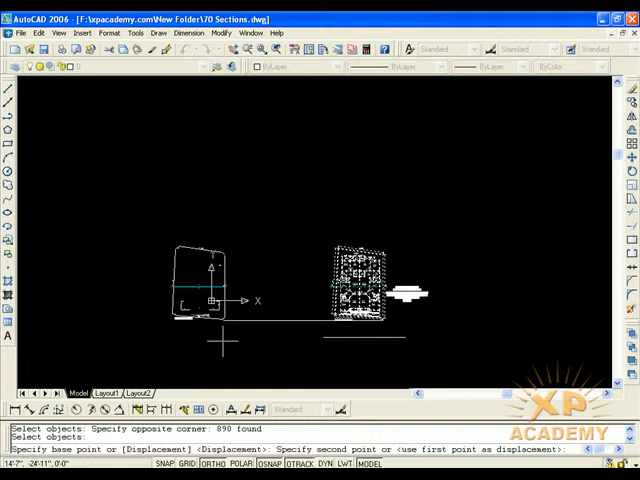 AutoCAD 2006 - [F:\xpacademy.com\New Folder\70 Sections.dwg]
File Edit View Insert Format Tools Draw Dimension Modify Window Help
Standard Standard Standard
0 ByLayer ByLayer ByLayer ByColor
Y
X
Model Layout1 Layout2
Standard
Select objects: Specify opposite corner: 890 found
Select objects:
Specify base point or [Displacement] <Displacement>: Specify second point or <use first point as displacement>:
14'-7", -24'-11", 0'-0" SNAP GRID ORTHO POLAR OSNAP OTRACK DYN LWT MODEL
XP
ACADEMY